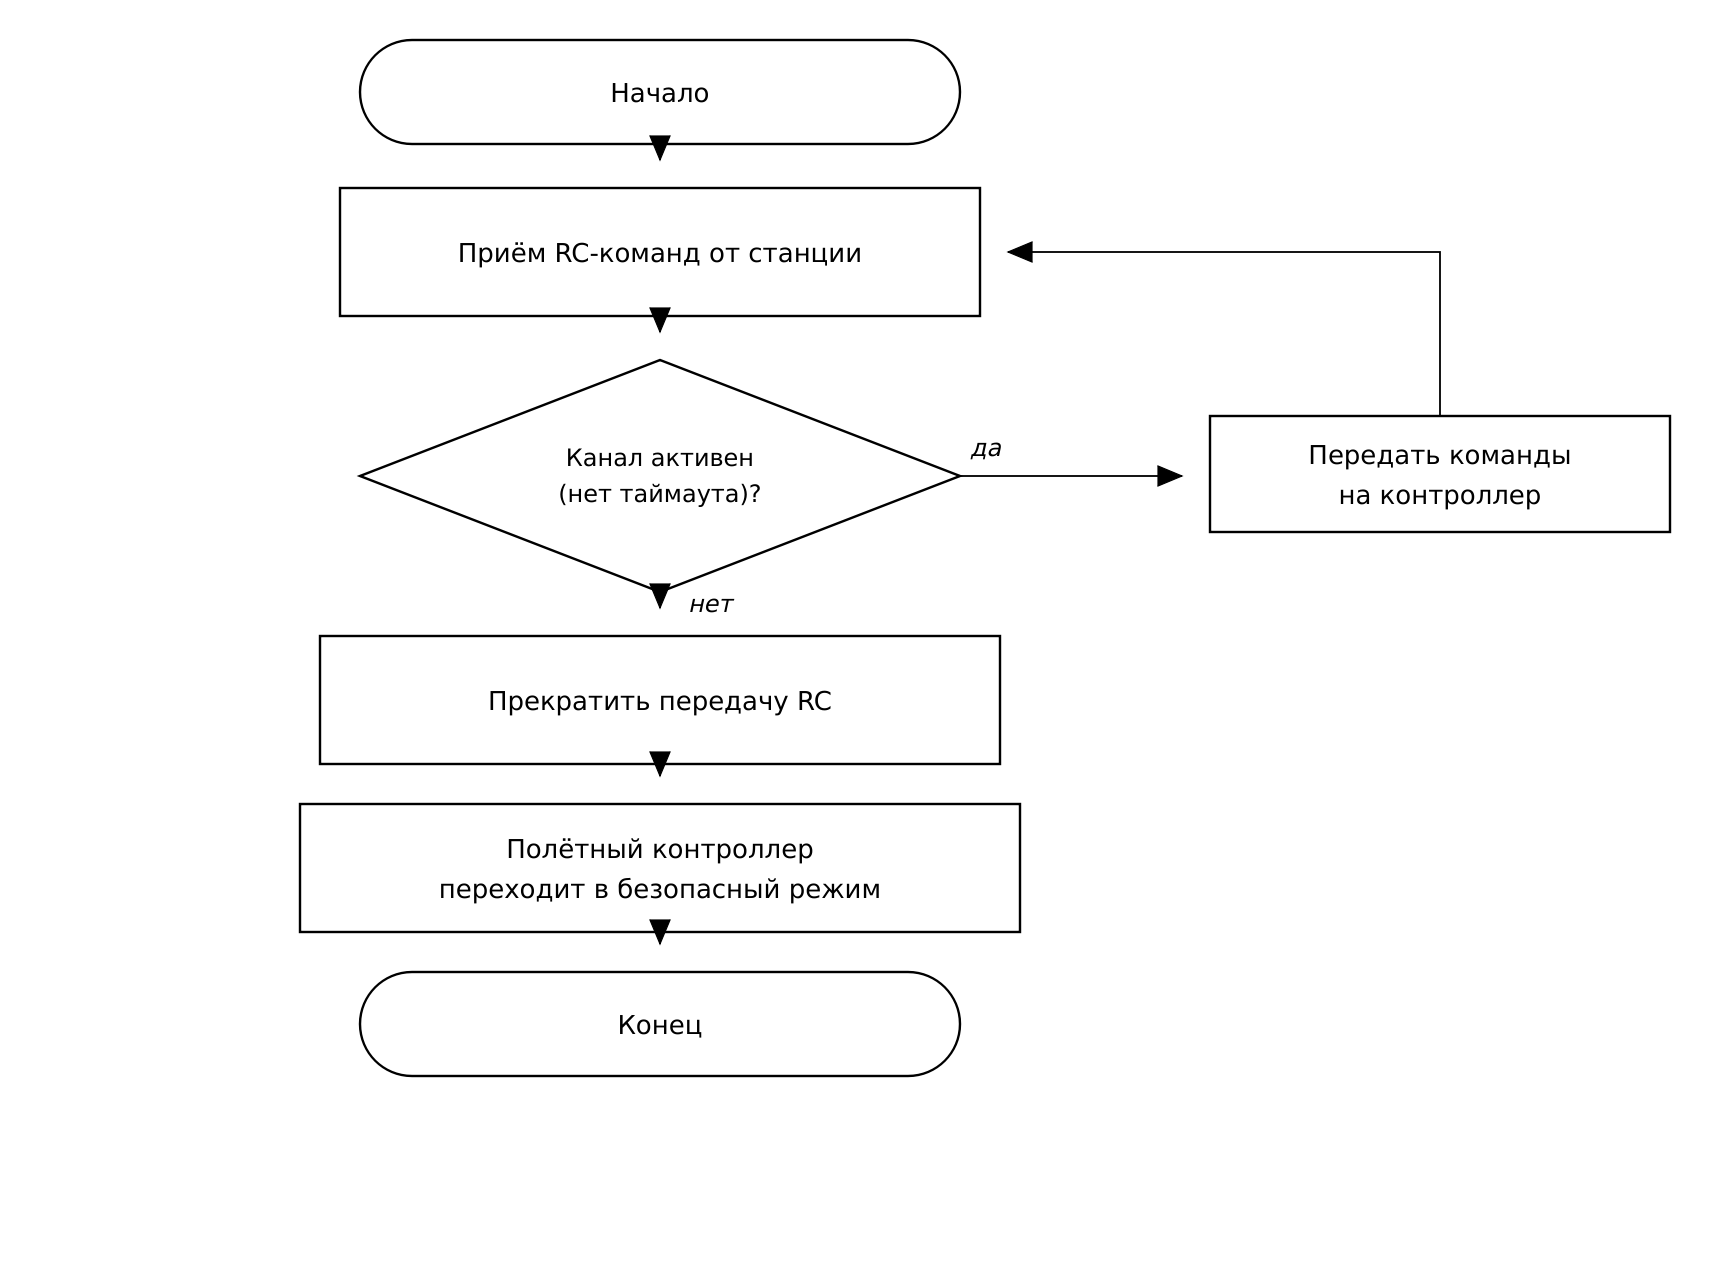 Начало
Приём RC-команд от станции
Канал активен
(нет таймаута)?
да
Передать команды
на контроллер
нет
Прекратить передачу RC
Полётный контроллер
переходит в безопасный режим
Конец